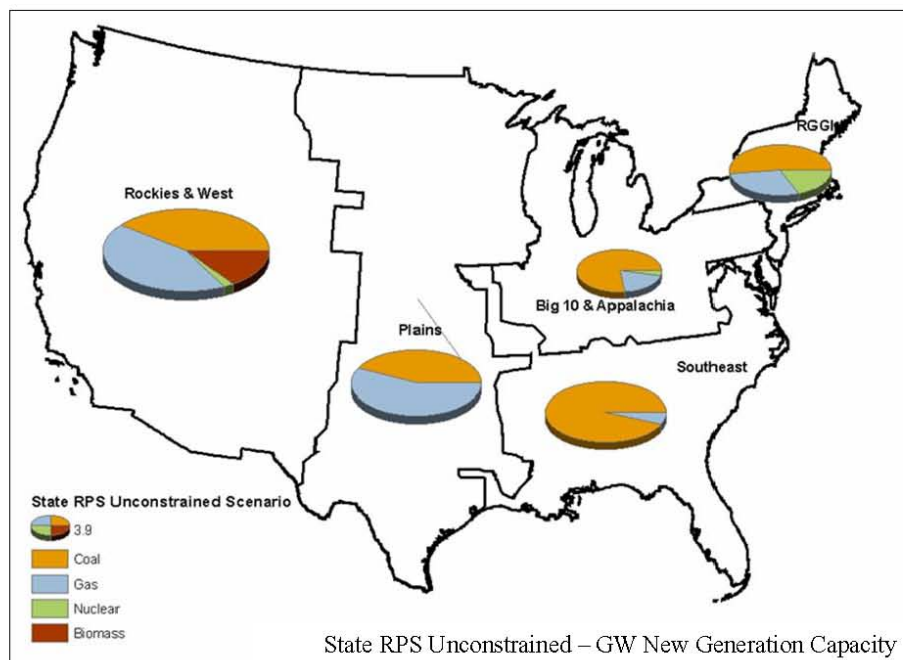 RGGI
Rockies & West
Big 10 & Appalachia
Plains
Southeast
State RPS Unconstrained Scenario
3.9
Coal
Gas
Nuclear
Biomass
State RPS Unconstrained – GW New Generation Capacity